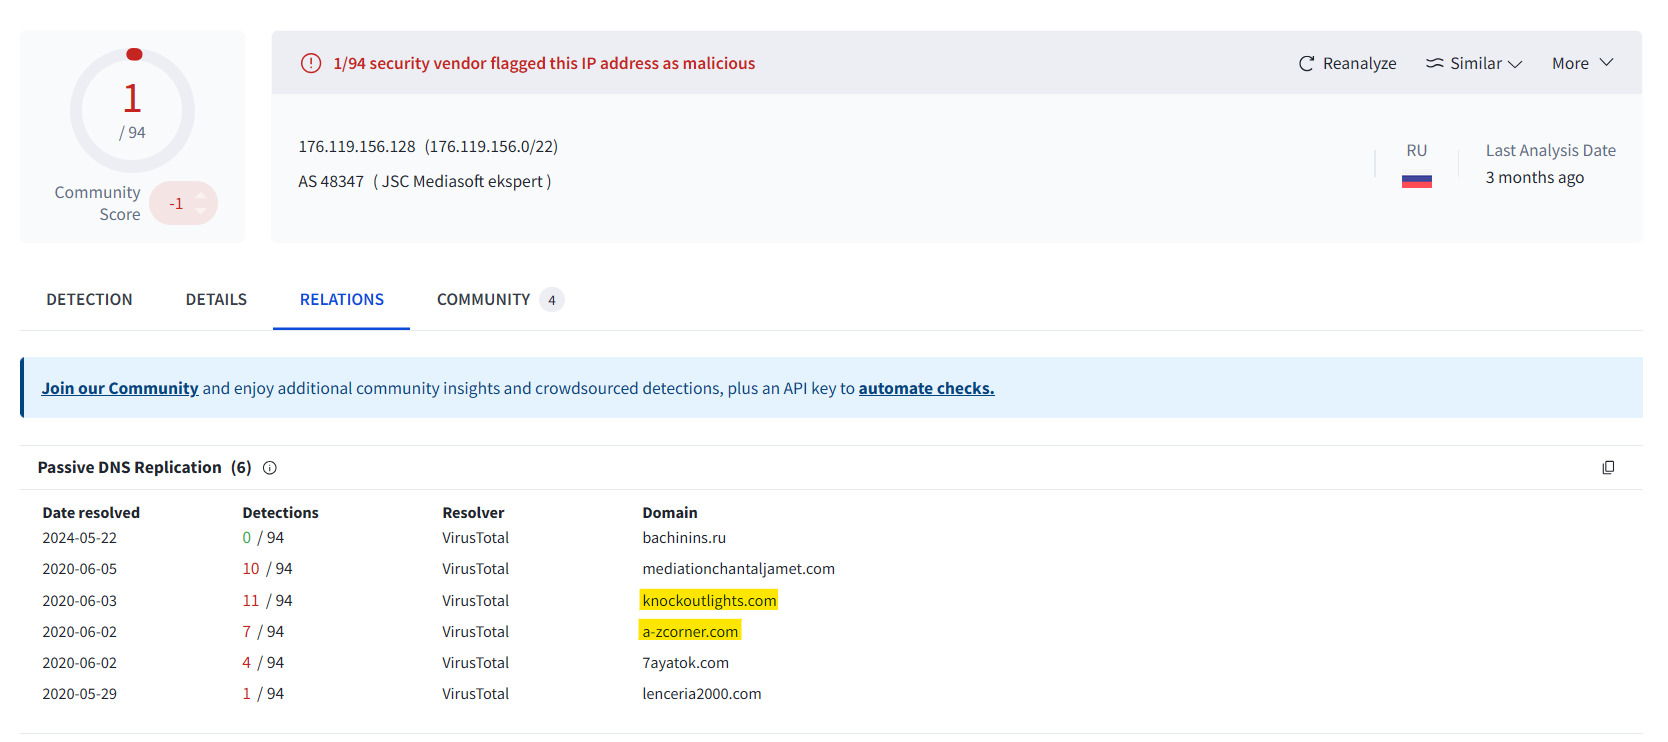 1/94 security vendor flagged this IP address as malicious
Reanalyze Similar More
1
/ 94
Community Score -1
176.119.156.128 (176.119.156.0/22)
AS 48347 ( JSC Mediasoft ekspert )
RU
Last Analysis Date
3 months ago
DETECTION DETAILS RELATIONS COMMUNITY 4
Join our Community and enjoy additional community insights and crowdsourced detections, plus an API key to automate checks.
Passive DNS Replication (6)
Date resolved Detections Resolver Domain
2024-05-22 0 / 94 VirusTotal bachinins.ru
2020-06-05 10 / 94 VirusTotal mediationchantaljamet.com
2020-06-03 11 / 94 VirusTotal knockoutlights.com
2020-06-02 7 / 94 VirusTotal a-zcorner.com
2020-06-02 4 / 94 VirusTotal 7ayatok.com
2020-05-29 1 / 94 VirusTotal lenceria2000.com